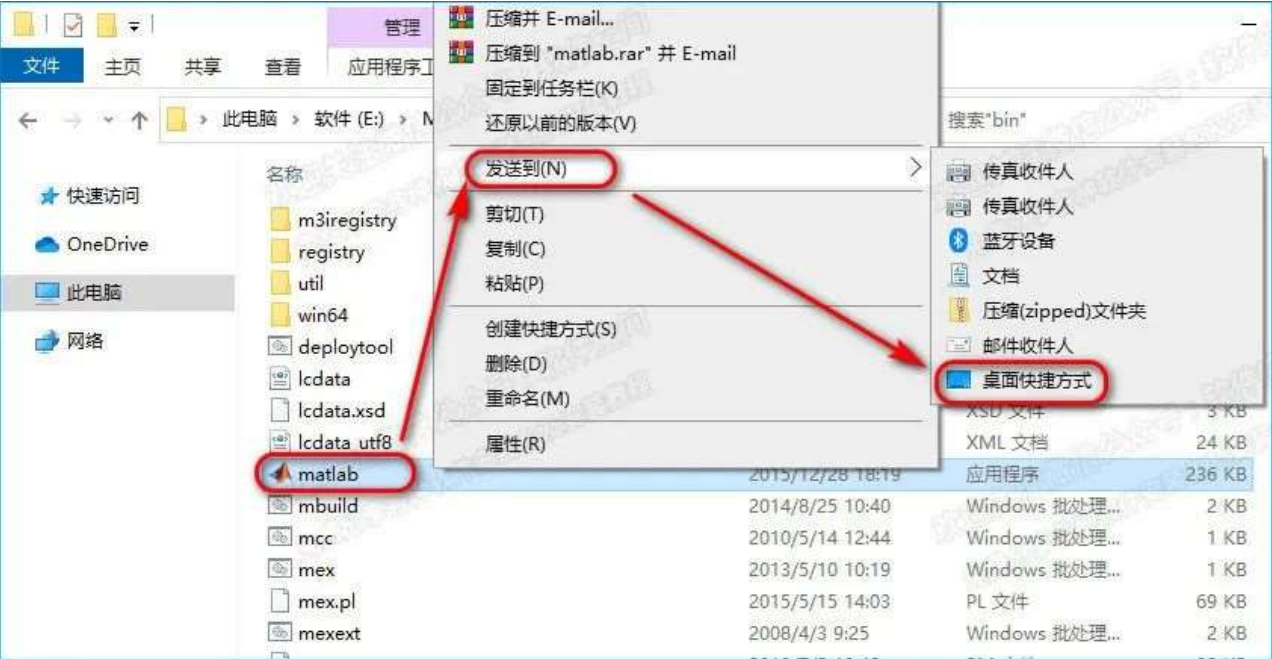 管理
文件 主页 共享 查看 应用程序工
此电脑 › 软件 (E:) ›
搜索"bin"
快速访问
OneDrive
此电脑
网络
名称
m3iregistry
registry
util
win64
deploytool
lcdata
lcdata.xsd
XSD 文件 3 KB
lcdata_utf8
XML 文档 24 KB
matlab 2015/12/28 18:19 应用程序 236 KB
mbuild 2014/8/25 10:40 Windows 批处理... 2 KB
mcc 2010/5/14 12:44 Windows 批处理... 1 KB
mex 2013/5/10 10:19 Windows 批处理... 1 KB
mex.pl 2015/5/15 14:03 PL 文件 69 KB
mexext 2008/4/3 9:25 Windows 批处理... 2 KB
压缩并 E-mail...
压缩到 "matlab.rar" 并 E-mail
固定到任务栏(K)
还原以前的版本(V)
发送到(N)
剪切(T)
复制(C)
粘贴(P)
创建快捷方式(S)
删除(D)
重命名(M)
属性(R)
传真收件人
传真收件人
蓝牙设备
文档
压缩(zipped)文件夹
邮件收件人
桌面快捷方式